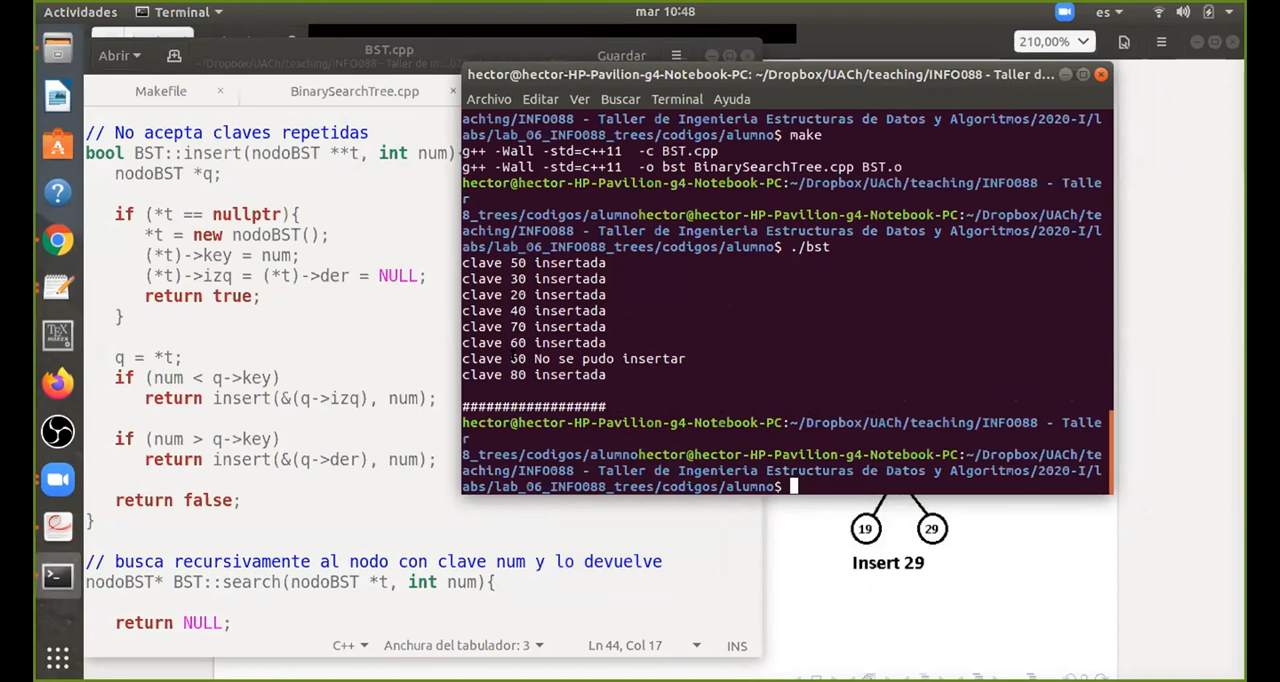 Actividades
Terminal
mar 10:48
es
Abrir
BST.cpp
Guardar
210,00%
Makefile
BinarySearchTree.cpp
// No acepta claves repetidas
bool BST::insert(nodoBST **t, int num)
nodoBST *q;
if (*t == nullptr){
*t = new nodoBST();
(*t)->key = num;
(*t)->izq = (*t)->der = NULL;
return true;
}
q = *t;
if (num < q->key)
return insert(&(q->izq), num);
if (num > q->key)
return insert(&(q->der), num);
return false;
}
// busca recursivamente al nodo con clave num y lo devuelve
nodoBST* BST::search(nodoBST *t, int num){
return NULL;
C++
Anchura del tabulador: 3
Ln 44, Col 17
INS
hector@hector-HP-Pavilion-g4-Notebook-PC: ~/Dropbox/UACh/teaching/INFO088 - Taller d...
Archivo Editar Ver Buscar Terminal Ayuda
aching/INFO088 - Taller de Ingenieria Estructuras de Datos y Algoritmos/2020-I/l
abs/lab_06_INFO088_trees/codigos/alumno$ make
g++ -Wall -std=c++11 -c BST.cpp
g++ -Wall -std=c++11 -o bst BinarySearchTree.cpp BST.o
hector@hector-HP-Pavilion-g4-Notebook-PC:~/Dropbox/UACh/teaching/INFO088 - Talle
r
8_trees/codigos/alumnohector@hector-HP-Pavilion-g4-Notebook-PC:~/Dropbox/UACh/te
aching/INFO088 - Taller de Ingenieria Estructuras de Datos y Algoritmos/2020-I/l
abs/lab_06_INFO088_trees/codigos/alumno$ ./bst
clave 50 insertada
clave 30 insertada
clave 20 insertada
clave 40 insertada
clave 70 insertada
clave 60 insertada
clave No se pudo insertar
clave 80 insertada
##################
hector@hector-HP-Pavilion-g4-Notebook-PC:~/Dropbox/UACh/teaching/INFO088 - Talle
r
8_trees/codigos/alumnohector@hector-HP-Pavilion-g4-Notebook-PC:~/Dropbox/UACh/te
aching/INFO088 - Taller de Ingenieria Estructuras de Datos y Algoritmos/2020-I/l
abs/lab_06_INFO088_trees/codigos/alumno$
19
29
Insert 29